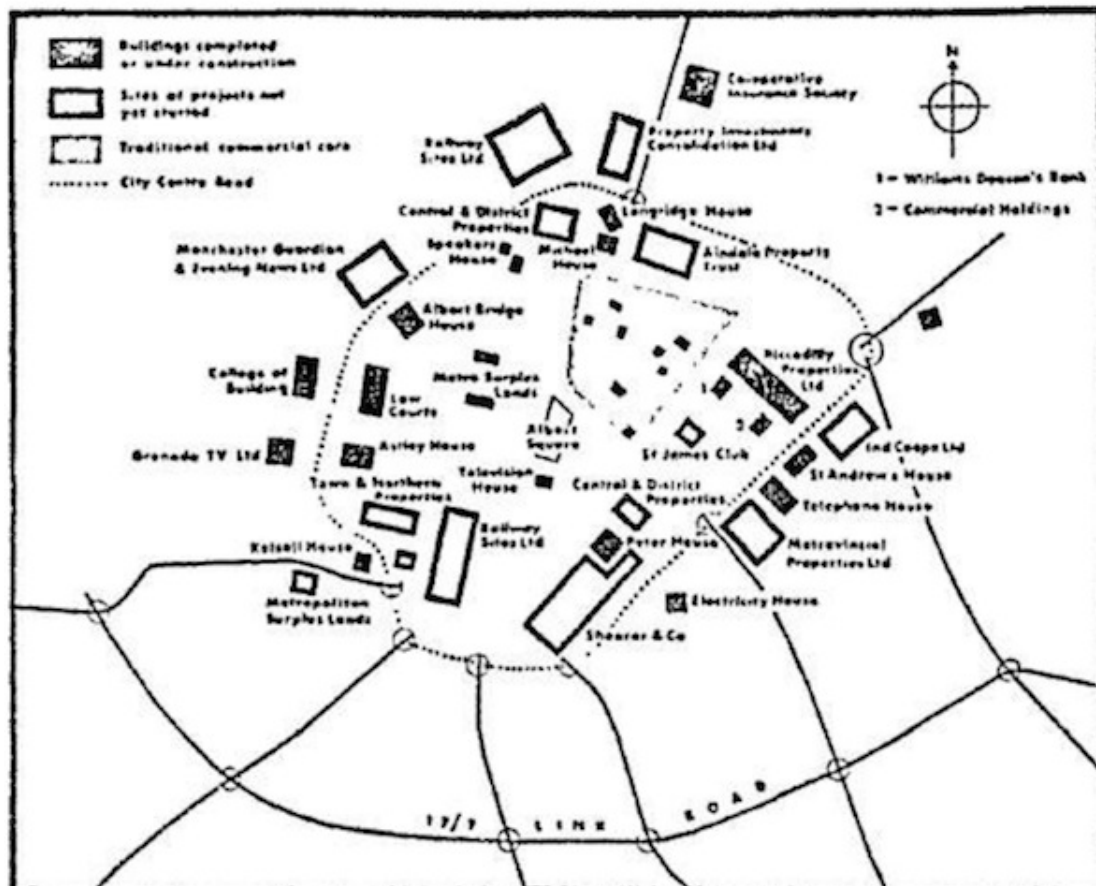 Buildings completed
or under construction
Sites of projects not
yet started
Traditional commercial core
City Centre Road
Co-operative
Insurance Society
N
1 = Williams Deacon's Bank
2 = Commercial Holdings
Railway
Sites Ltd
Property Investments
Consolidation Ltd
Central & District
Properties
Longridge House
Speakers
House
Michael
House
Aindale Property
Trust
Manchester Guardian
& Evening News Ltd
Albert Bridge
House
College of
Building
Law
Courts
Metro Surplus
Lands
Piccadilly
Properties
Ltd
1
2
Albert
Square
St James Club
Ind Coope Ltd
St Andrew's House
Telephone House
Granada TV Ltd
Astley House
Television
House
Central & District
Properties
Town & Northern
Properties
Railway
Sites Ltd
Peter House
Kelsall House
Metropolitan
Surplus Lands
Electricity House
Shearer & Co
Properties Ltd
17/7 LINK ROAD